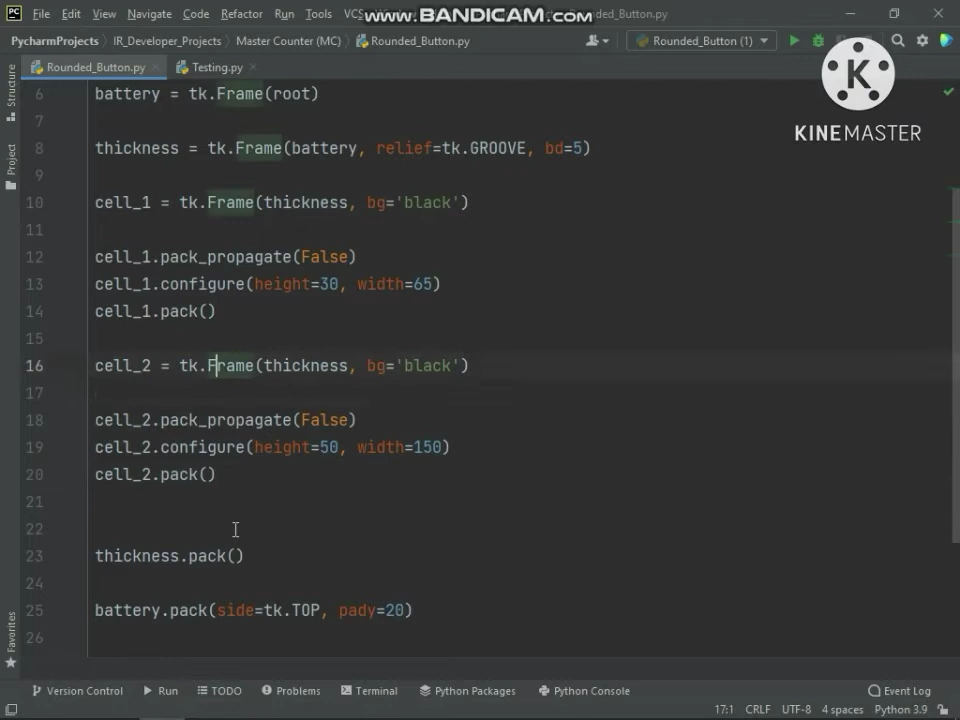 PC File Edit View Navigate Code Refactor Run Tools VCS www.BANDICAM.com Rounded_Button.py
PycharmProjects IR_Developer_Projects Master Counter (MC) Rounded_Button.py Rounded_Button (1)
Rounded_Button.py Testing.py
K
KINEMASTER
Structure
Project
Favorites
6 battery = tk.Frame(root)
7
8 thickness = tk.Frame(battery, relief=tk.GROOVE, bd=5)
9
10 cell_1 = tk.Frame(thickness, bg='black')
11
12 cell_1.pack_propagate(False)
13 cell_1.configure(height=30, width=65)
14 cell_1.pack()
15
16 cell_2 = tk.Frame(thickness, bg='black')
17
18 cell_2.pack_propagate(False)
19 cell_2.configure(height=50, width=150)
20 cell_2.pack()
21
22
23 thickness.pack()
24
25 battery.pack(side=tk.TOP, pady=20)
26
Version Control Run TODO Problems Terminal Python Packages Python Console Event Log
17:1 CRLF UTF-8 4 spaces Python 3.9